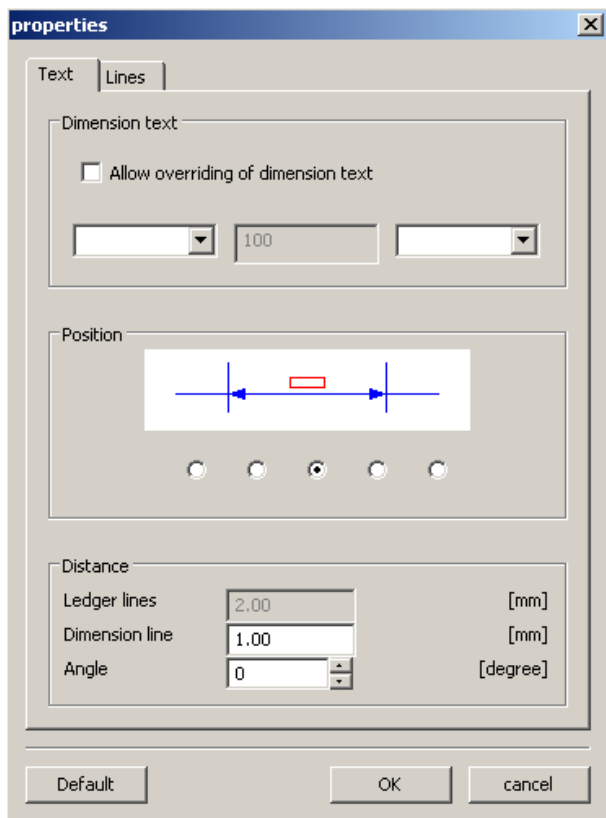 properties
Text Lines
Dimension text
Allow overriding of dimension text
100
Position
Distance
Ledger lines 2.00 [mm]
Dimension line 1.00 [mm]
Angle 0 [degree]
Default OK cancel